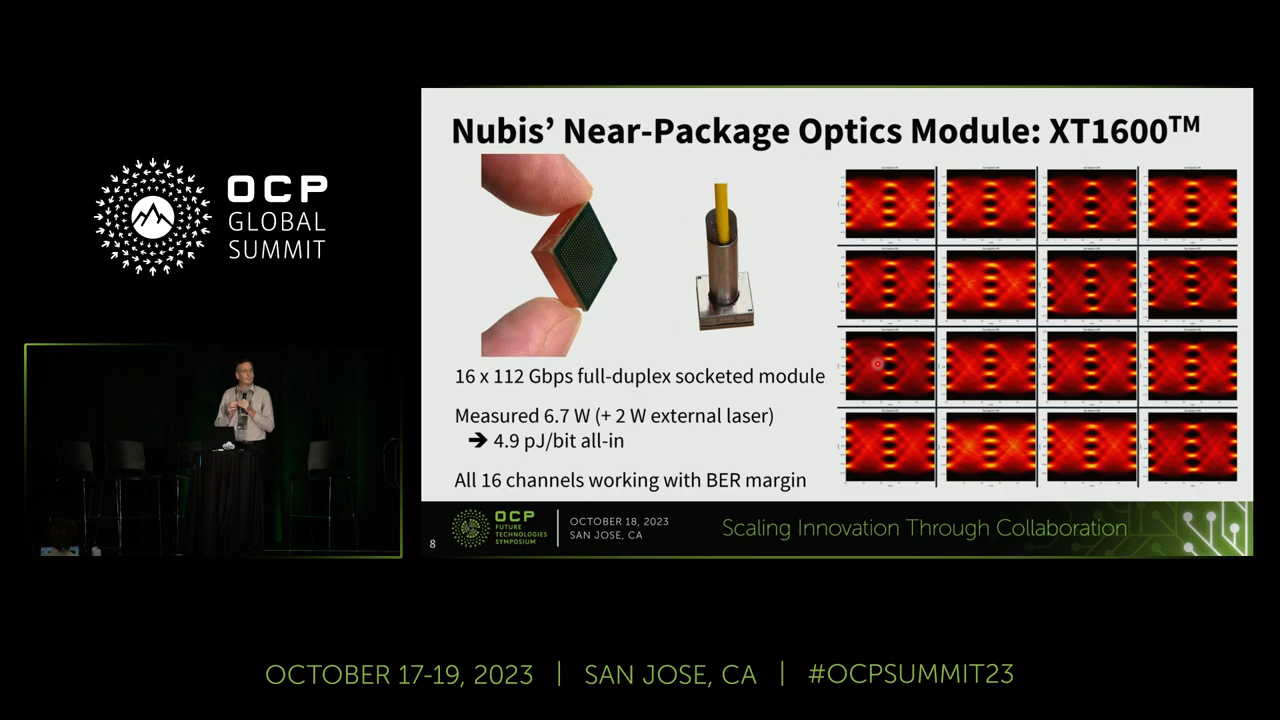 OCP
GLOBAL
SUMMIT
Nubis’ Near-Package Optics Module: XT1600™
16 x 112 Gbps full-duplex socketed module
Measured 6.7 W (+ 2 W external laser)
➔ 4.9 pJ/bit all-in
All 16 channels working with BER margin
8
OCP
FUTURE
TECHNOLOGIES
SYMPOSIUM
OCTOBER 18, 2023
SAN JOSE, CA
Scaling Innovation Through Collaboration
OCTOBER 17-19, 2023 | SAN JOSE, CA | #OCPSUMMIT23